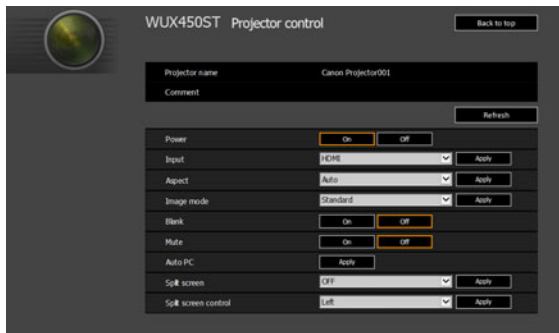 WUX450ST Projector control Back to top
Projector name Canon Projector001
Comment
Refresh
Power On Off
Input HDMI Apply
Aspect Auto Apply
Image mode Standard Apply
Blank On Off
Mute On Off
Auto PC Apply
Split screen OFF Apply
Split screen control Left Apply